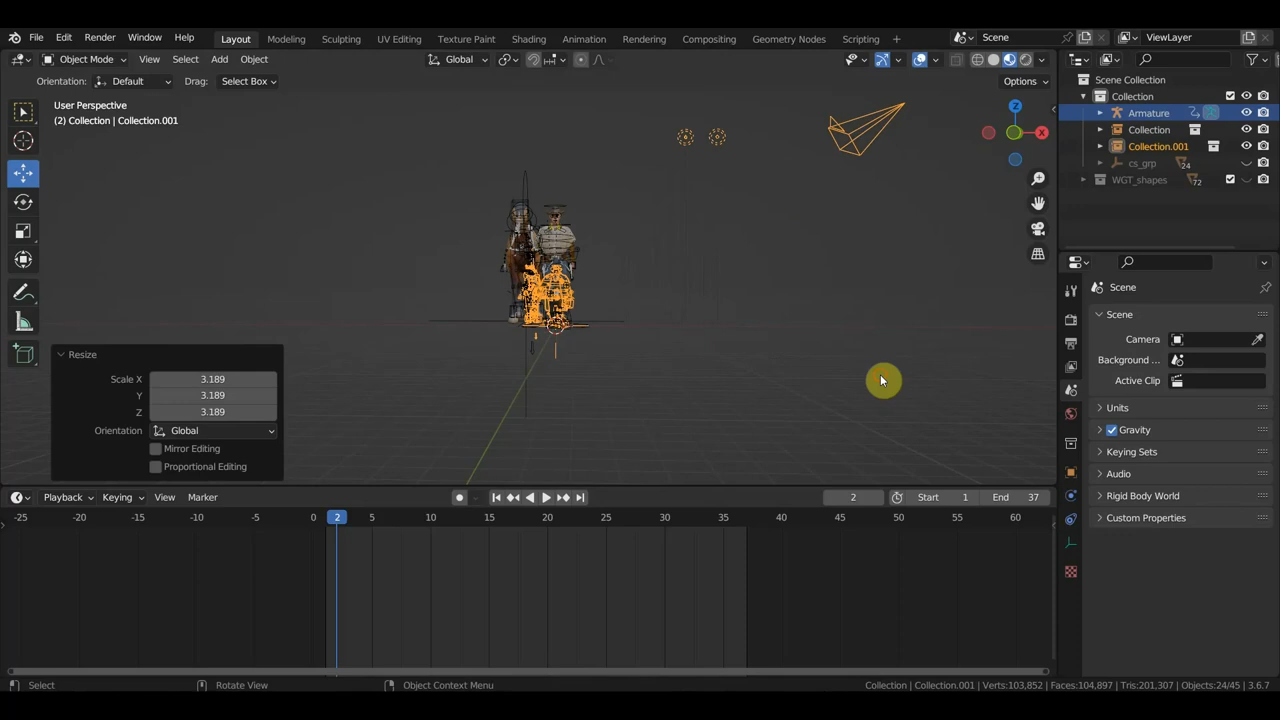 File Edit Render Window Help Layout Modeling Sculpting UV Editing Texture Paint Shading Animation Rendering Compositing Geometry Nodes Scripting + Scene ViewLayer
Object Mode View Select Add Object Global Options
Orientation: Default Drag: Select Box
User Perspective
(2) Collection | Collection.001
X
Z
Resize
Scale X 3.189
Y 3.189
Z 3.189
Orientation Global
Mirror Editing
Proportional Editing
Scene Collection
Collection
Armature
Collection
Collection.001
cs_grp 24
WGT_shapes 72
Scene
Scene
Camera
Background ...
Active Clip
Units
Gravity
Keying Sets
Audio
Rigid Body World
Custom Properties
Playback Keying View Marker 2 Start 1 End 37
-25 -20 -15 -10 -5 0 2 5 10 15 20 25 30 35 40 45 50 55 60
Select Rotate View Object Context Menu Collection | Collection.001 | Verts:103,852 | Faces:104,897 | Tris:201,307 | Objects:24/45 | 3.6.7